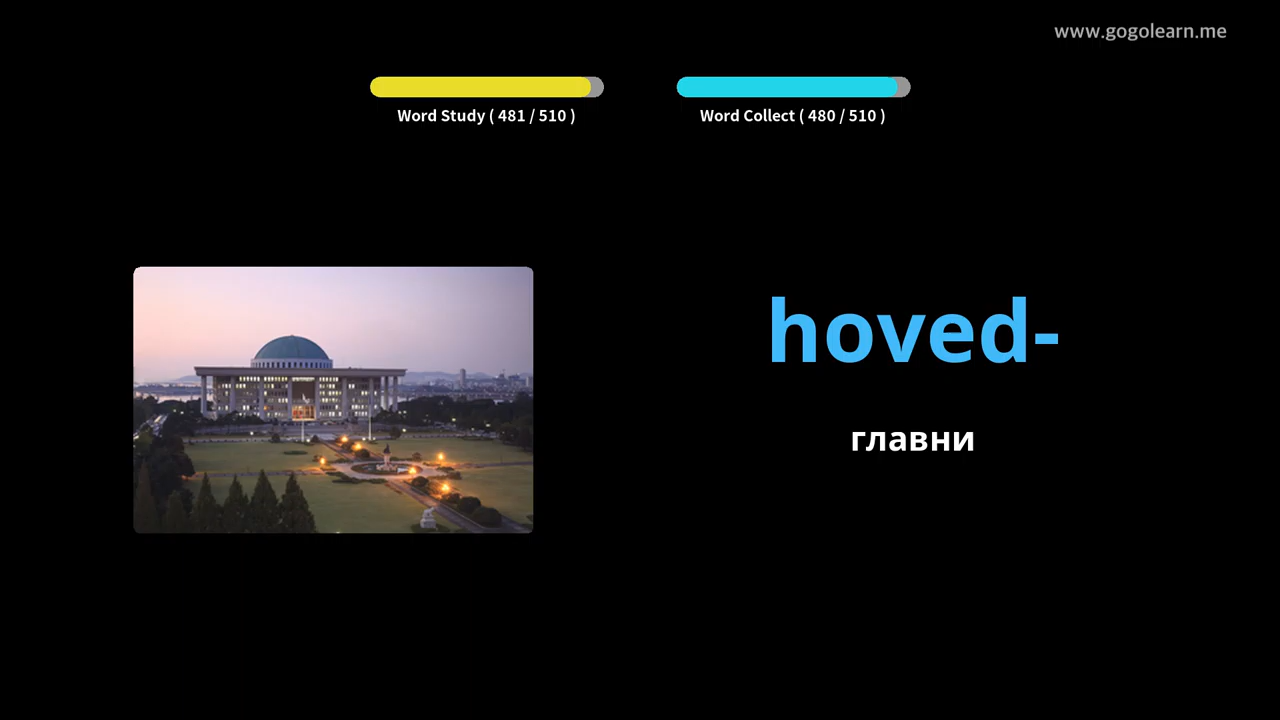 www.gogolearn.me
Word Study ( 481 / 510 )
Word Collect ( 480 / 510 )
hoved-
главни